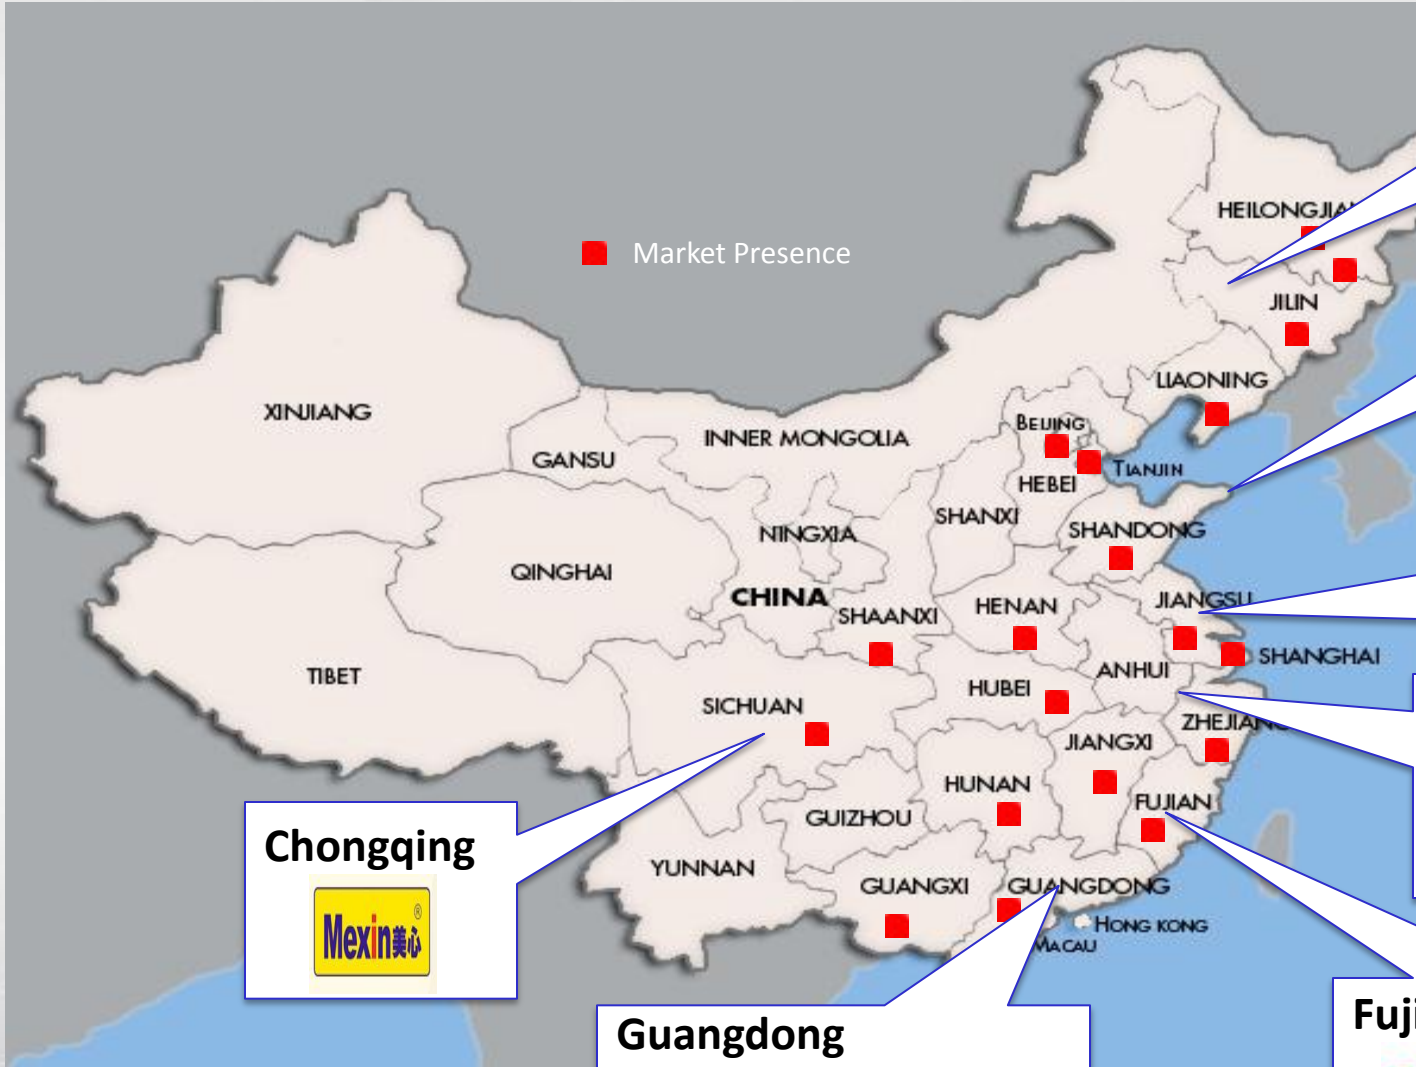 HEILONGJIA
Market Presence
JILIN
LIAONING
XINJIANG
BEIJING
INNER MONGOLIA
GANSU
TIANJIN
HEBEI
SHANXI
SHANDONG
NINGXIA
QINGHAI
CHINA
JIANGSU
HENAN
SHAANXI
SHANGHAI
ANHUI
TIBET
HUBEI
SICHUAN
ZHEJIANG
JIANGXI
HUNAN
FUJIAN
GUIZHOU
Chongqing
YUNNAN
GUANGXI
GUANGDONG
HONG KONG
MACAU
Mexin美心®
Guangdong
Fuji